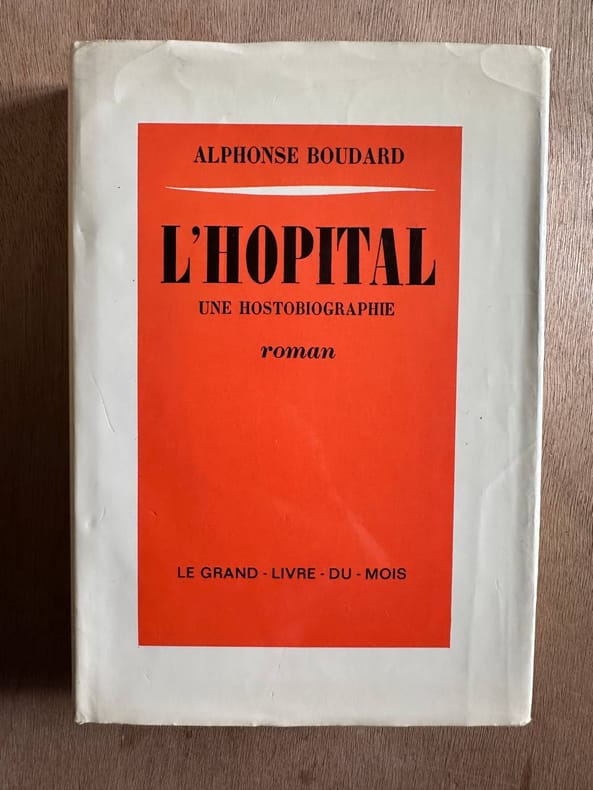 ALPHONSE BOUDARD
L'HOPITAL
UNE HOSTOBIOGRAPHIE
roman
LE GRAND - LIVRE - DU - MOIS